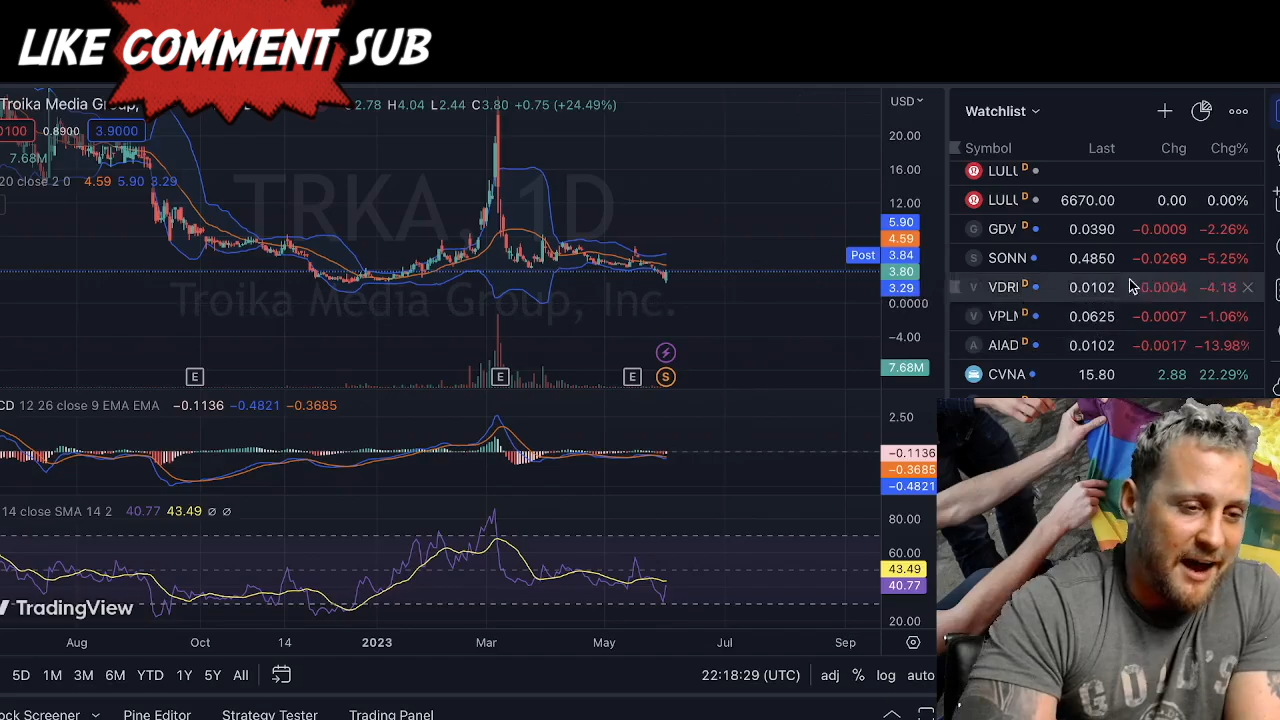 LIKE COMMENT SUB
Troika Media Group, 2.78 H4.04 L2.44 C3.80 +0.75 (+24.49%)
0100 0.8900 3.9000
7.68M
20 close 2 0 4.59 5.90 3.29
TRKA, 1D
Troika Media Group, Inc.
USD
20.00
16.00
12.00
5.90
4.59
Post 3.84
3.80
3.29
0.0000
−4.00
7.68M
E E E S
CD 12 26 close 9 EMA EMA −0.1136 −0.4821 −0.3685
2.50
−0.1136
−0.3685
−0.4821
14 close SMA 14 2 40.77 43.49 ∅ ∅
80.00
60.00
43.49
40.77
20.00
TradingView
Aug Oct 14 2023 Mar May Jul Sep
5D 1M 3M 6M YTD 1Y 5Y All 22:18:29 (UTC) adj % log auto
ock Screener Pine Editor Strategy Tester Trading Panel
Watchlist
Symbol Last Chg Chg%
LULU D
LULU D 6670.00 0.00 0.00%
G GDV D 0.0390 −0.0009 −2.26%
S SONN 0.4850 −0.0269 −5.25%
V VDRI D 0.0102 0.0004 −4.18
V VPLM D 0.0625 −0.0007 −1.06%
A AIAD D 0.0102 −0.0017 −13.98%
CVNA 15.80 2.88 22.29%